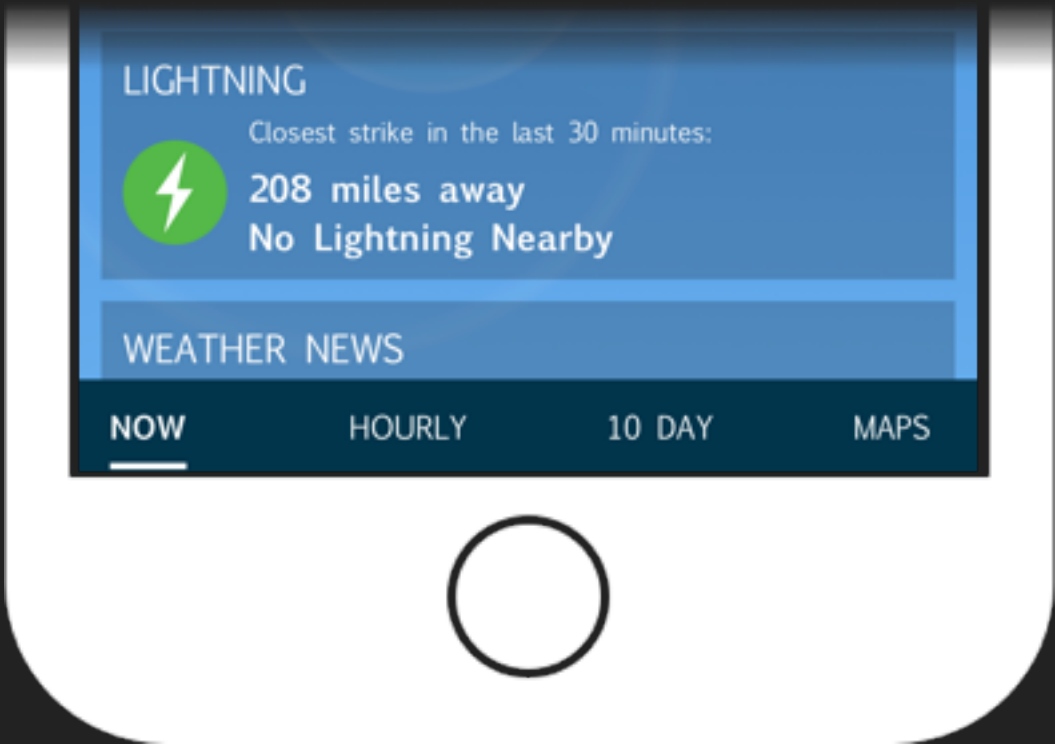 LIGHTNING
Closest strike in the last 30 minutes:
208 miles away
No Lightning Nearby
WEATHER NEWS
NOW HOURLY 10 DAY MAPS